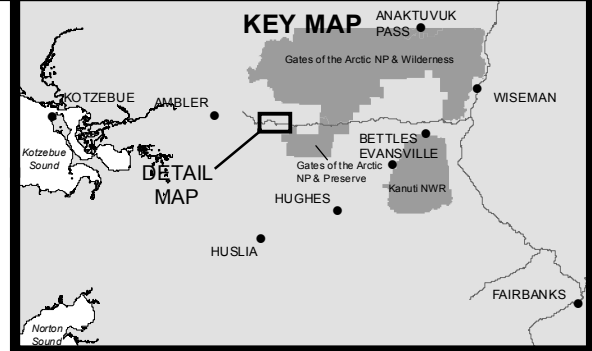 KEY MAP
ANAKTUVUK
PASS
Gates of the Arctic NP & Wilderness
KOTZEBUE
AMBLER
WISEMAN
Kotzebue
Sound
BETTLES
EVANSVILLE
Gates of the Arctic
NP & Preserve
DETAIL
MAP
Kanuti NWR
HUGHES
HUSLIA
FAIRBANKS
Norton
Sound